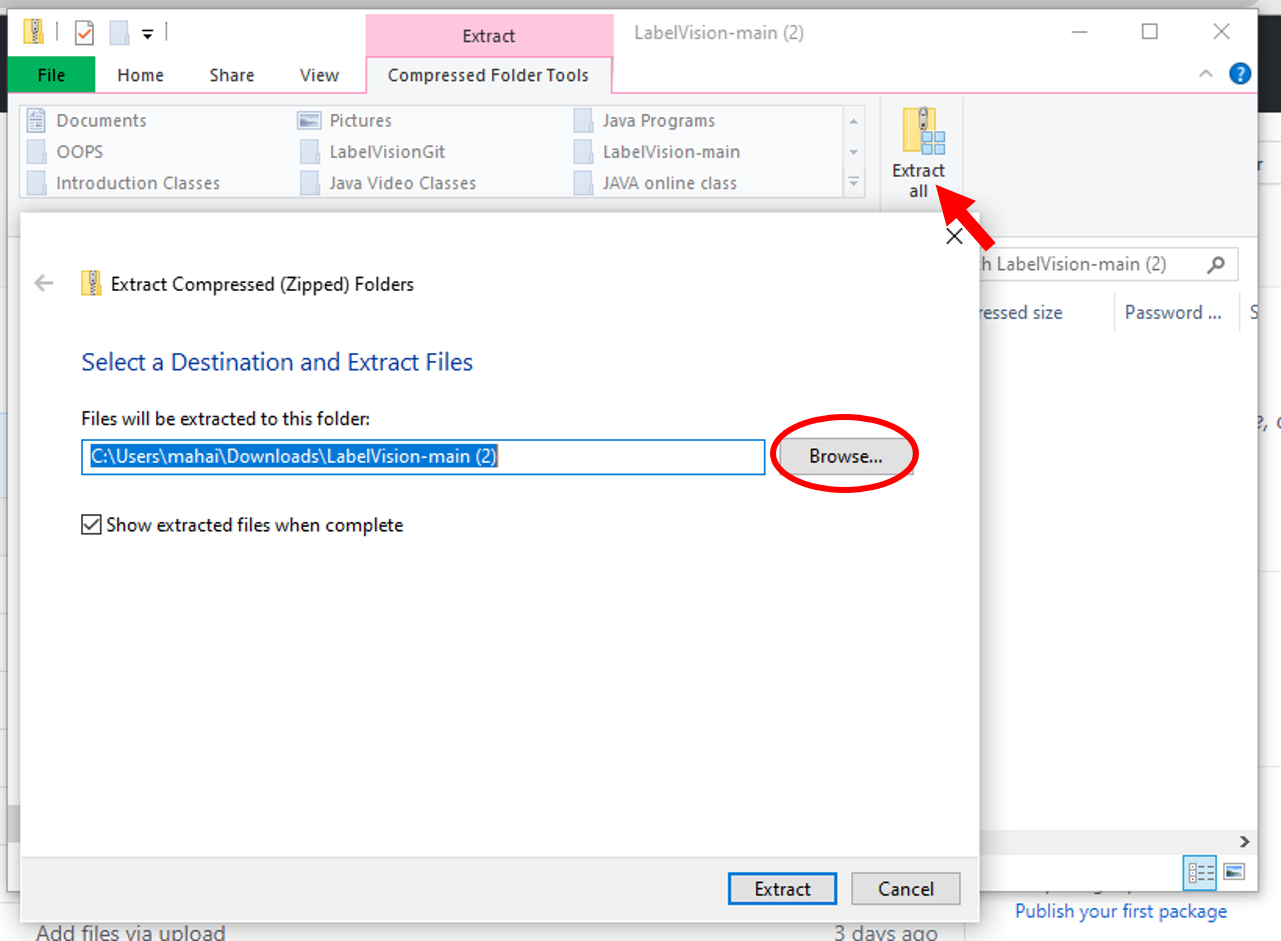 Extract
LabelVision-main (2)
File
Home
Share
View
Compressed Folder Tools
?
Documents
Pictures
Java Programs
OOPS
LabelVisionGit
LabelVision-main
Introduction Classes
Java Video Classes
JAVA online class
Extract
all
LabelVision-main (2)
Extract Compressed (Zipped) Folders
Password ...
Select a Destination and Extract Files
Files will be extracted to this folder:
C:\Users\mahai\Downloads\LabelVision-main (2)
Browse...
Show extracted files when complete
size
Extract
Cancel
Publish your first package
Add files via upload
3 days ago